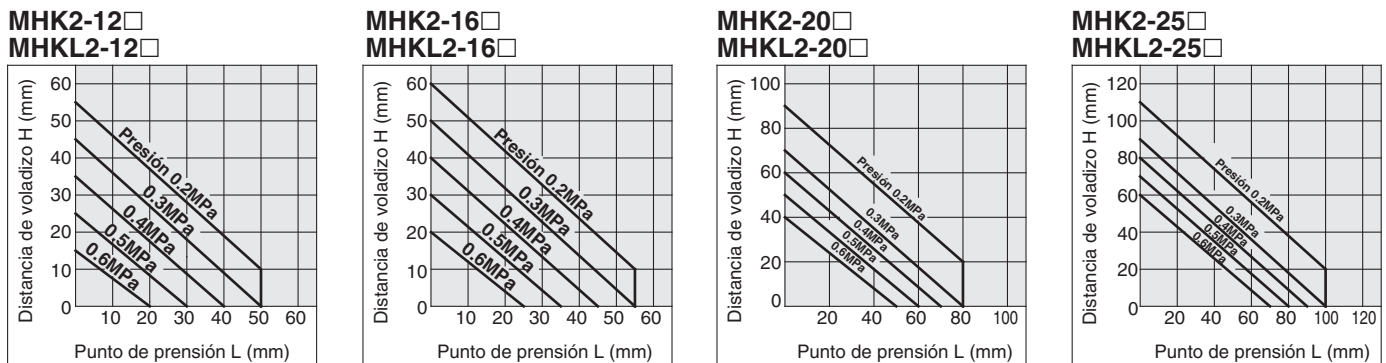 MHK2-12□
MHKL2-12□
Distancia de voladizo H (mm)
60
50
40
30
20
10
0
Presión 0.2MPa
0.3MPa
0.4MPa
0.5MPa
0.6MPa
10 20 30 40 50 60
Punto de prensión L (mm)
MHK2-16□
MHKL2-16□
Distancia de voladizo H (mm)
60
50
40
30
20
10
0
Presión 0.2MPa
0.3MPa
0.4MPa
0.5MPa
0.6MPa
10 20 30 40 50 60
Punto de prensión L (mm)
MHK2-20□
MHKL2-20□
Distancia de voladizo H (mm)
100
80
60
40
20
0
Presión 0.2MPa
0.3MPa
0.4MPa
0.5MPa
0.6MPa
20 40 60 80 100
Punto de prensión L (mm)
MHK2-25□
MHKL2-25□
Distancia de voladizo H (mm)
120
100
80
60
40
20
0
Presión 0.2MPa
0.3MPa
0.4MPa
0.5MPa
0.6MPa
20 40 60 80 100 120
Punto de prensión L (mm)